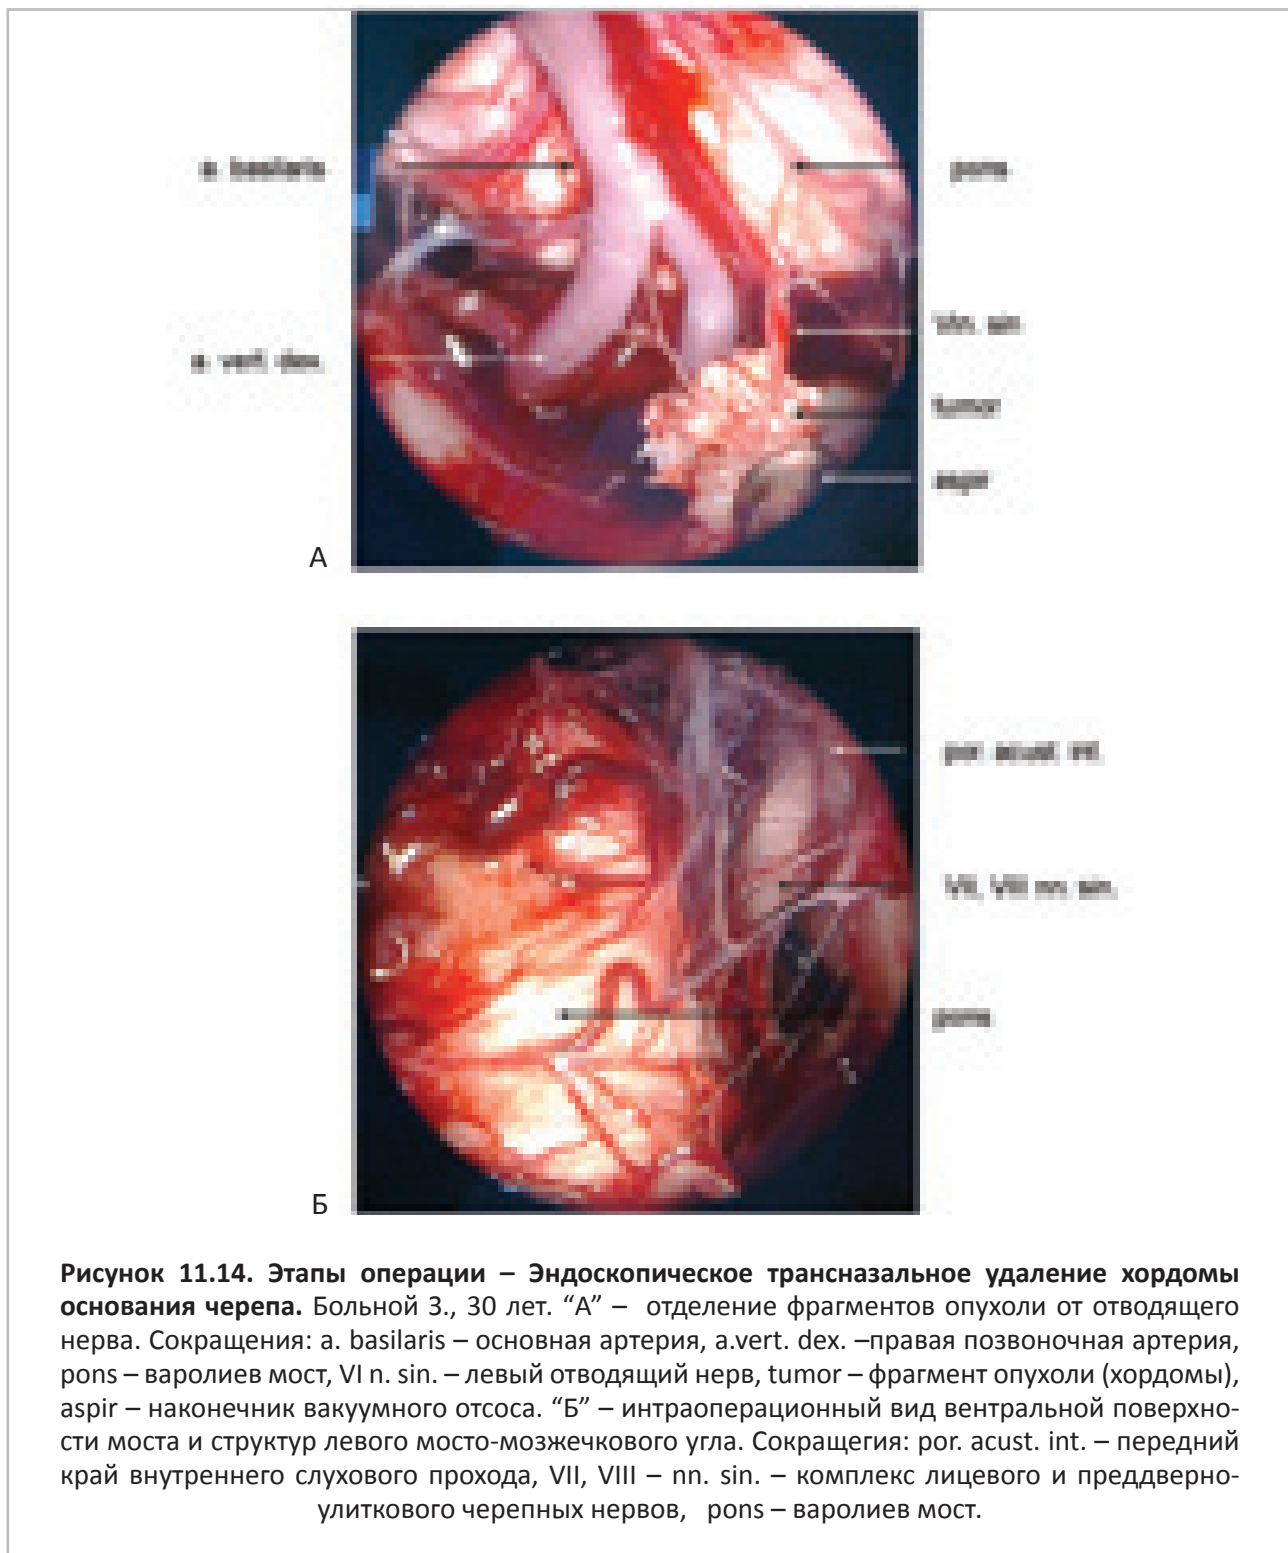 a. basilaris
pons
VIn. sin
a. vert. dex.
tumor
aspir
А
por. acust. int.
VII, VIII nn. sin.
pons
Б
Рисунок 11.14. Этапы операции – Эндоскопическое трансназальное удаление хордомы
основания черепа. Больной З., 30 лет. “А” – отделение фрагментов опухоли от отводящего
нерва. Сокращения: a. basilaris – основная артерия, a.vert. dex. –правая позвоночная артерия,
pons – варолиев мост, VI n. sin. – левый отводящий нерв, tumor – фрагмент опухоли (хордомы),
aspir – наконечник вакуумного отсоса. “Б” – интраоперационный вид вентральной поверхно-
сти моста и структур левого мосто-мозжечкового угла. Сокращегия: por. acust. int. – передний
край внутреннего слухового прохода, VII, VIII – nn. sin. – комплекс лицевого и преддверно-
улиткового черепных нервов, pons – варолиев мост.